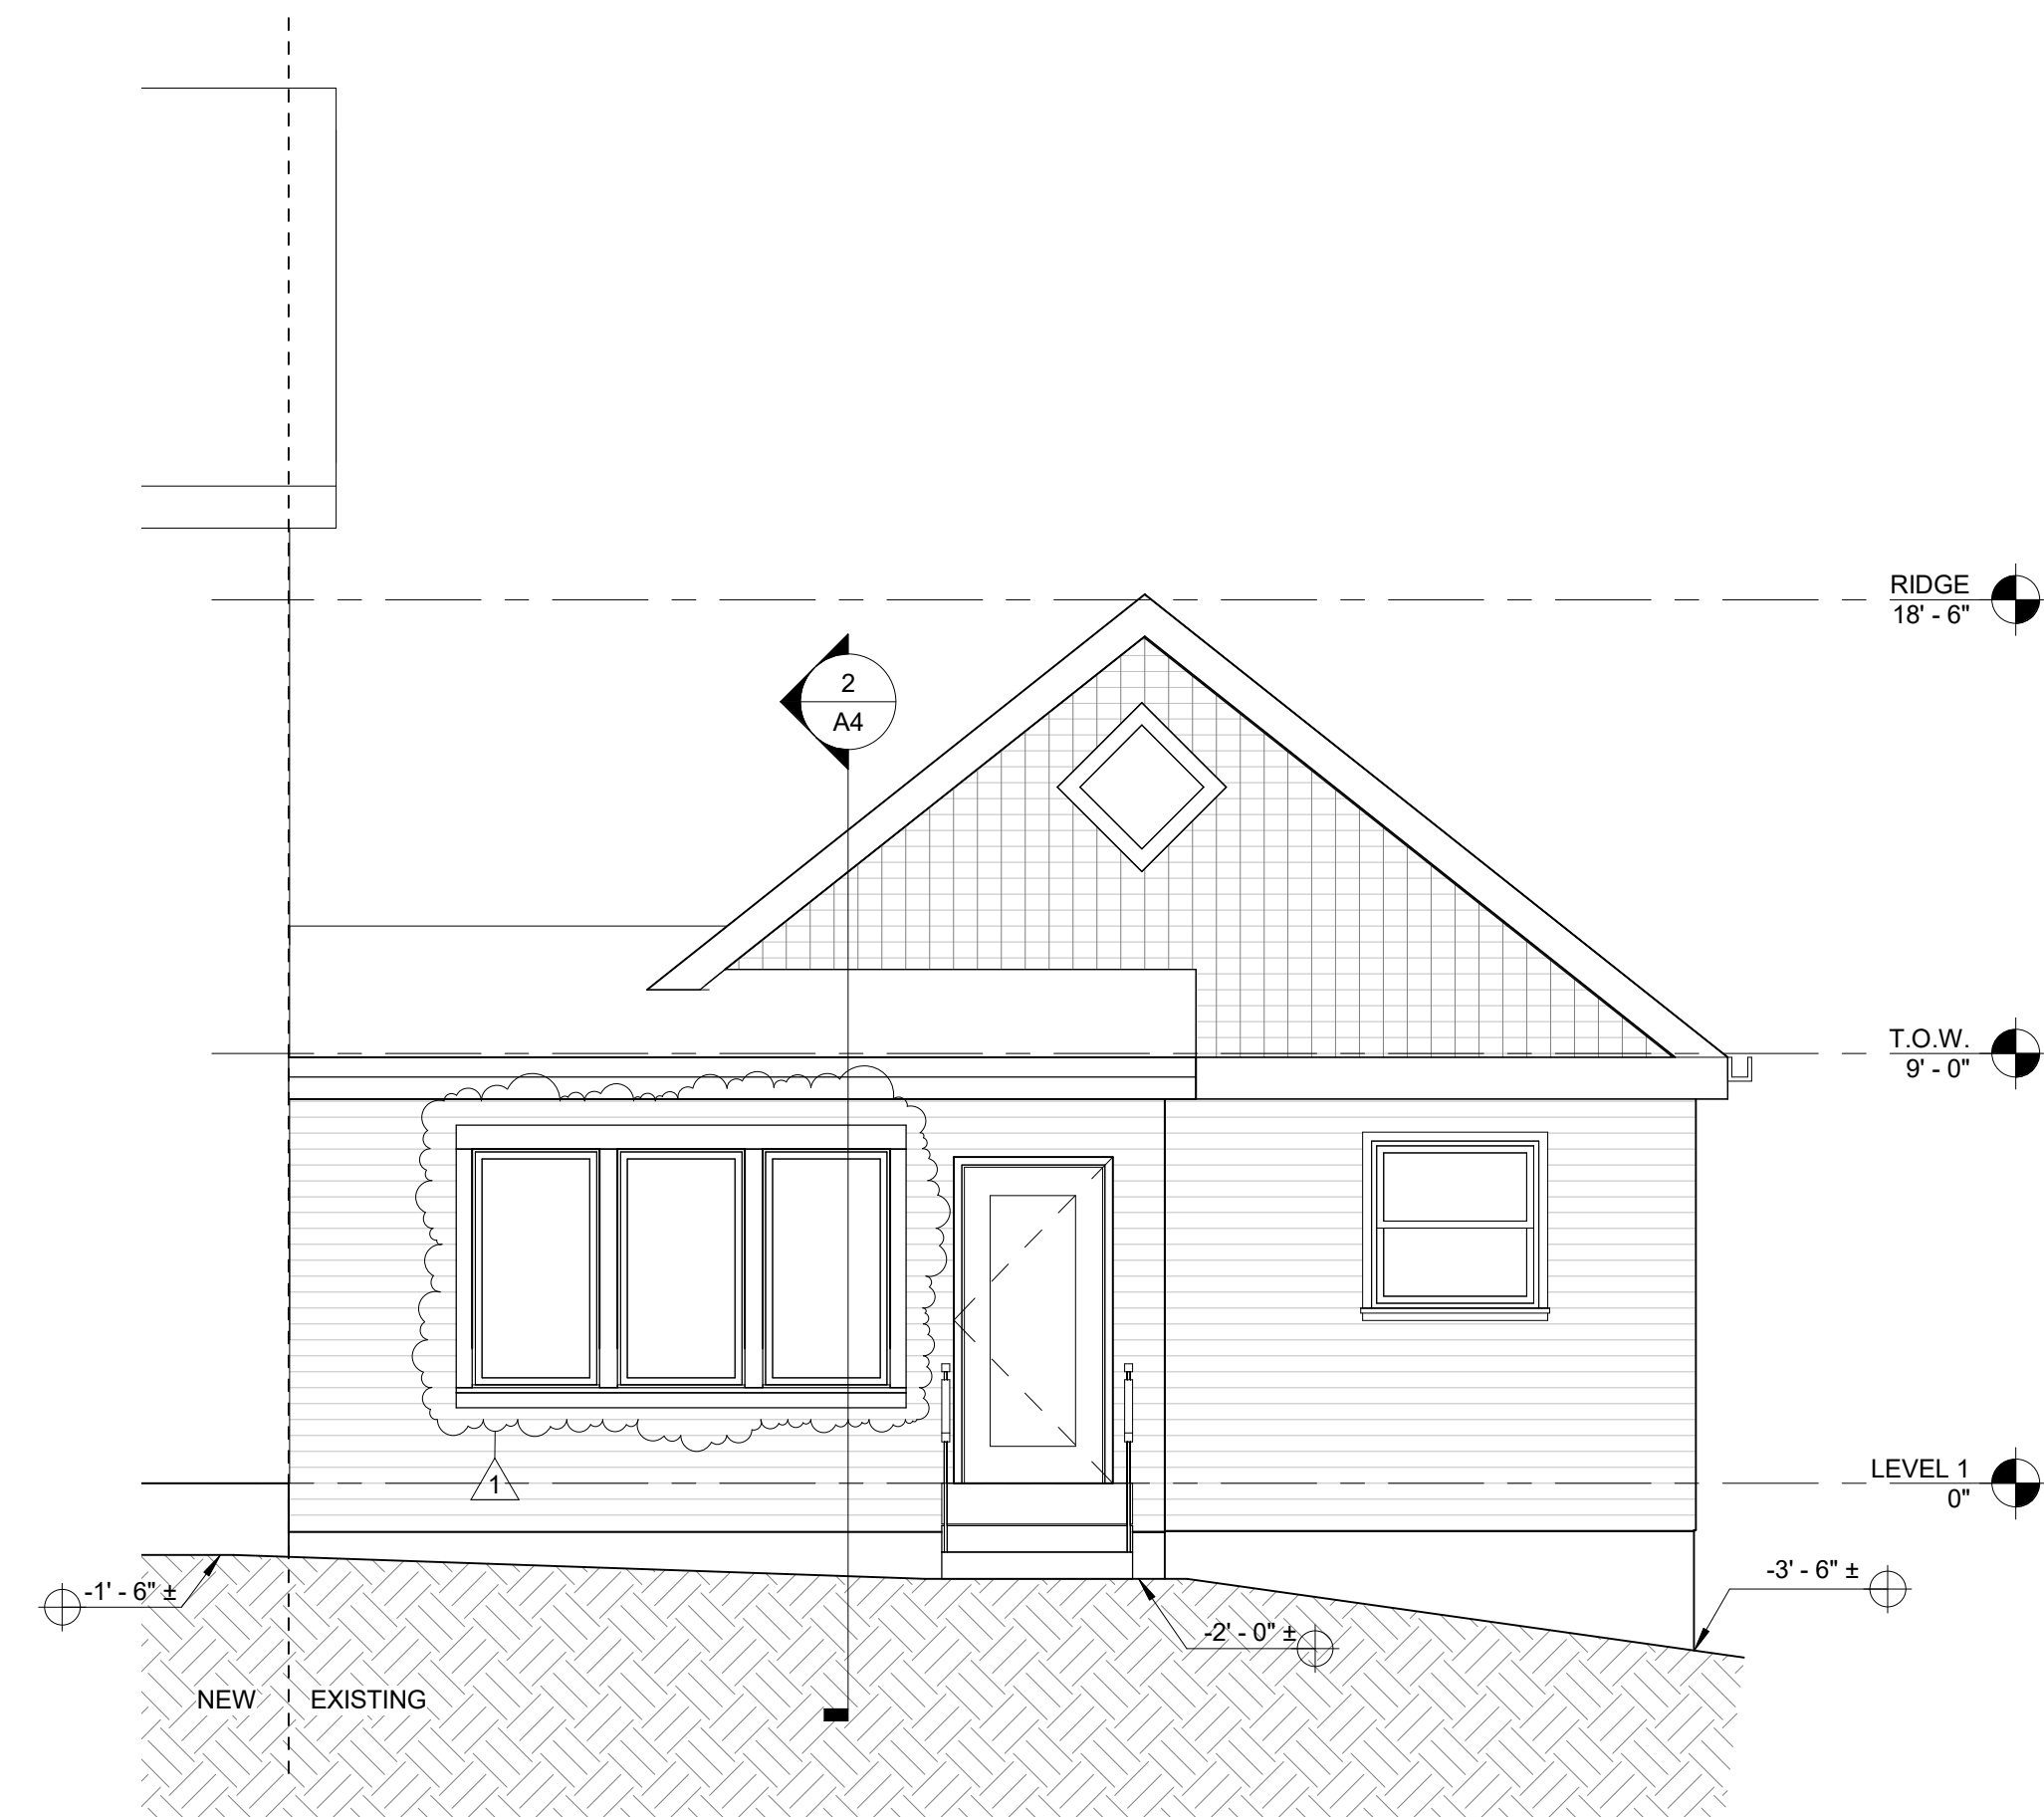 RIDGE
18' - 6"
2
A4
T.O.W.
9' - 0"
LEVEL 1
0"
1
-1' - 6" ±
-3' - 6" ±
-2' - 0" ±
NEW
EXISTING